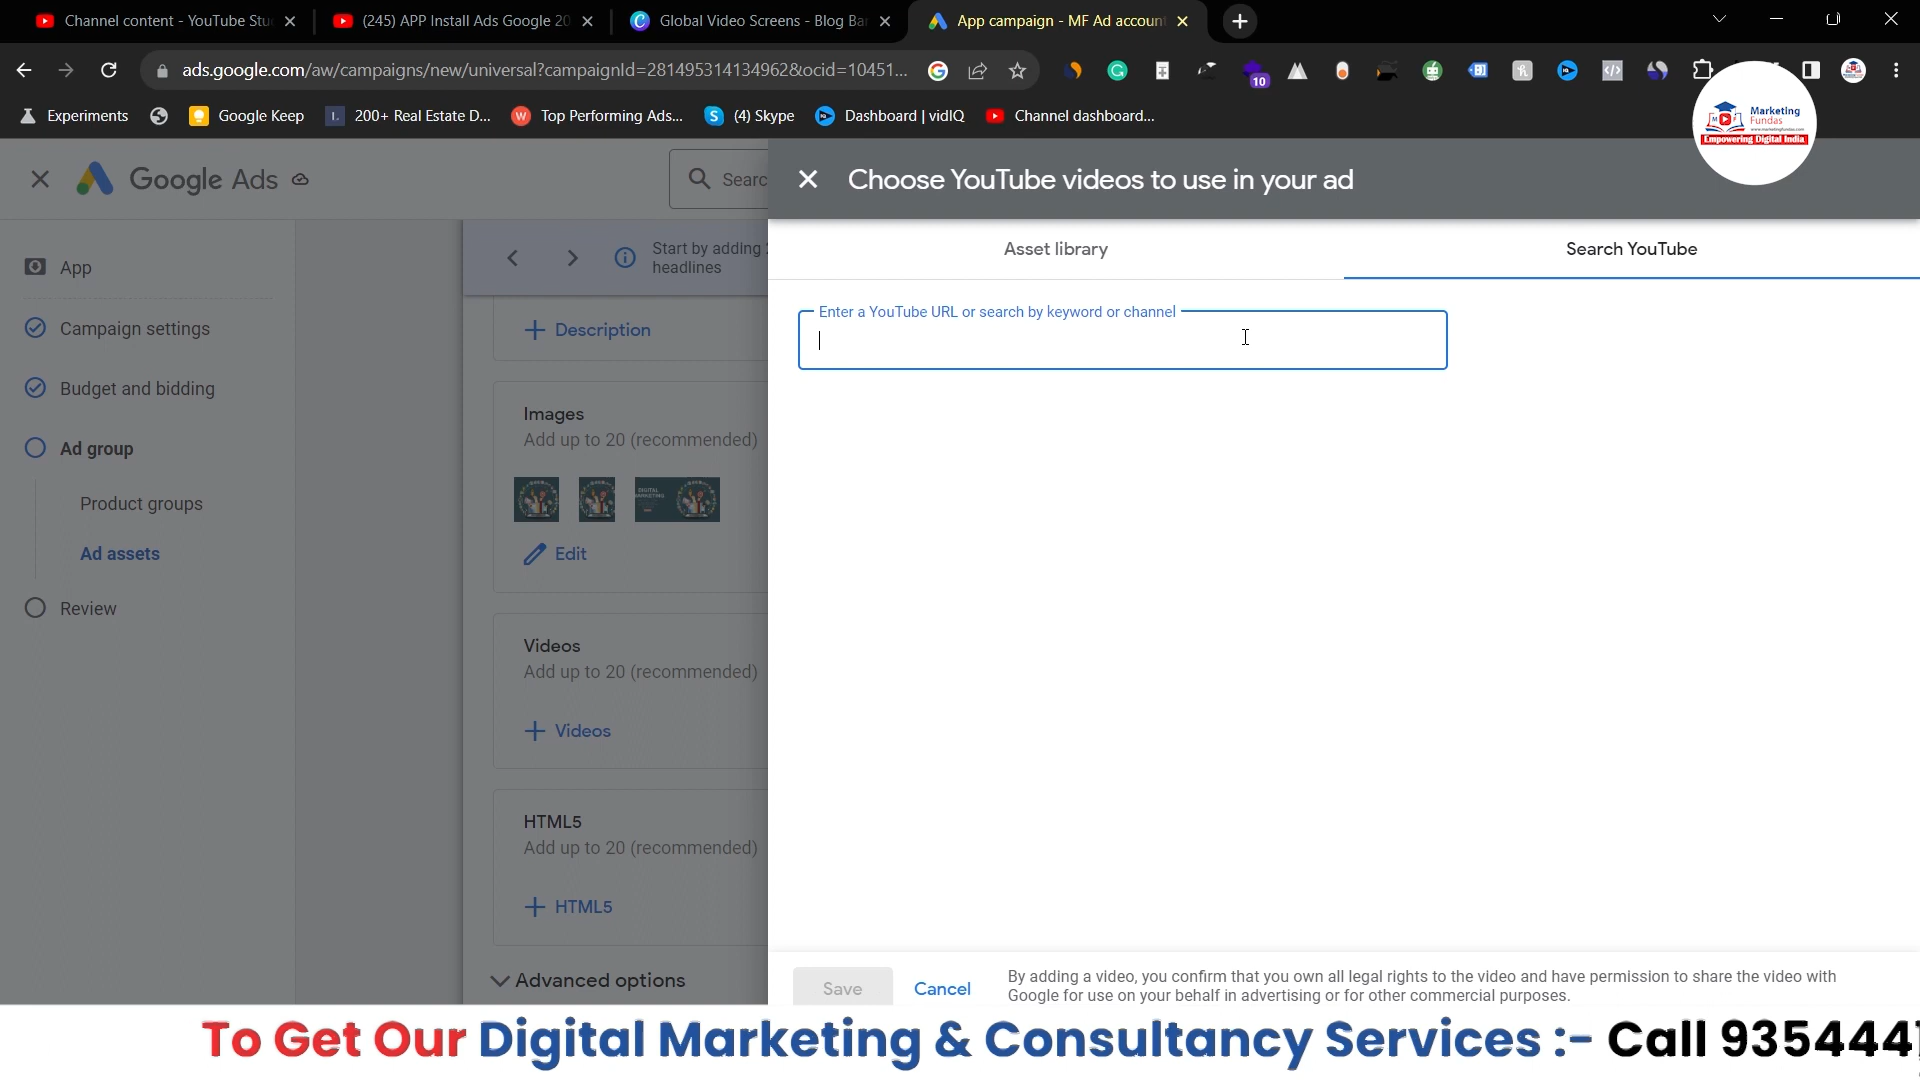 Channel content - YouTube Stu
(245) APP Install Ads Google 20
Global Video Screens - Blog Ba
App campaign - MF Ad account
ads.google.com/aw/campaigns/new/universal?campaignId=281495314134962&ocid=10451...
10
Experiments
Google Keep
200+ Real Estate D...
Top Performing Ads...
(4) Skype
Dashboard | vidIQ
Channel dashboard...
Marketing
Fundas
www.marketingfundas.com
Empowering Digital India
Google Ads
Searc
Choose YouTube videos to use in your ad
Asset library
Search YouTube
Enter a YouTube URL or search by keyword or channel
App
Campaign settings
Budget and bidding
Ad group
Product groups
Ad assets
Review
Start by adding
headlines
Description
Images
Add up to 20 (recommended)
DIGITAL
MARKETING
Edit
Videos
Add up to 20 (recommended)
Videos
HTML5
Add up to 20 (recommended)
HTML5
Advanced options
Save
Cancel
By adding a video, you confirm that you own all legal rights to the video and have permission to share the video with
Google for use on your behalf in advertising or for other commercial purposes.
To Get Our Digital Marketing & Consultancy Services :- Call 935444